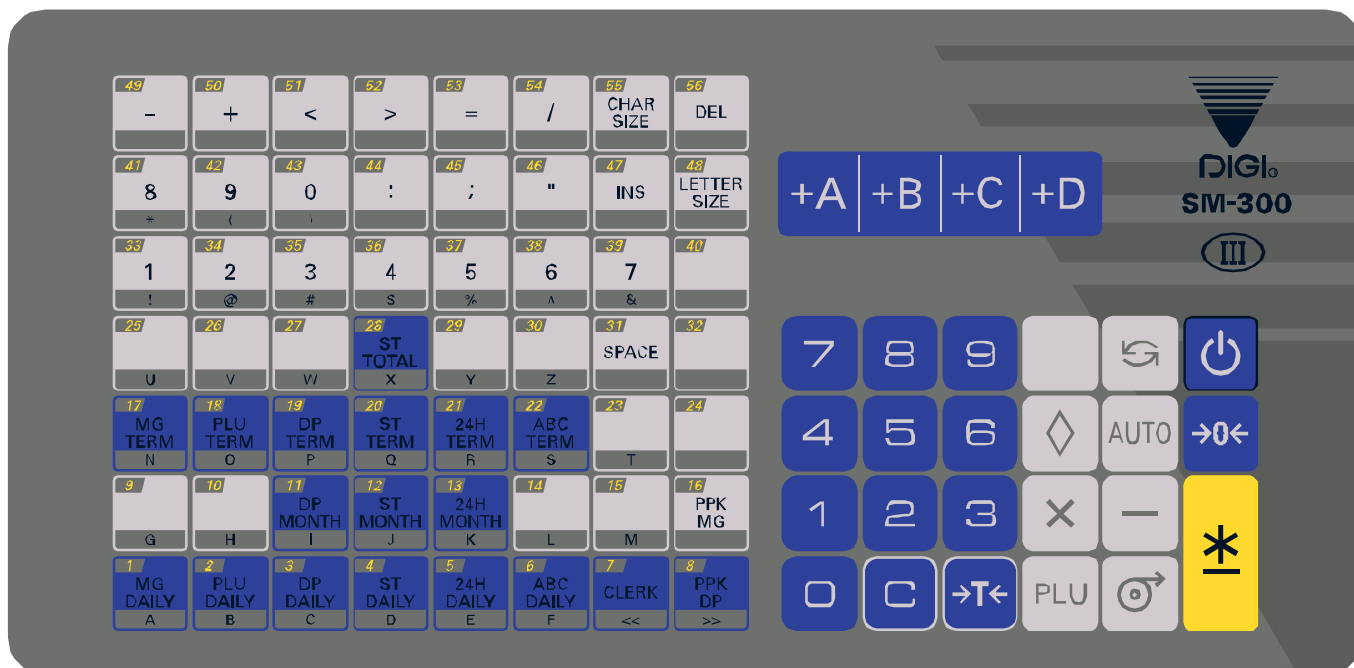 49 50 51 52 53 54 55 56
- + < > = / CHAR SIZE DEL
41 42 43 44 45 46 47 48
8 9 0 : ; " INS LETTER SIZE
* ( )
33 34 35 36 37 38 39 40
1 2 3 4 5 6 7
! @ # $ % ^ &
25 26 27 28 29 30 31 32
ST TOTAL SPACE
U V W X Y Z
17 18 19 20 21 22 23 24
MG TERM PLU TERM DP TERM ST TERM 24H TERM ABC TERM
N O P Q R S T
9 10 11 12 13 14 15 16
DP MONTH ST MONTH 24H MONTH PPK MG
G H I J K L M
1 2 3 4 5 6 7 8
MG DAILY PLU DAILY DP DAILY ST DAILY 24H DAILY ABC DAILY CLERK PPK DP
A B C D E F << >>
+A +B +C +D
DIGI
SM-300
III
7 8 9
4 5 6 AUTO →0←
1 2 3 × −
0 C →T← PLU
*